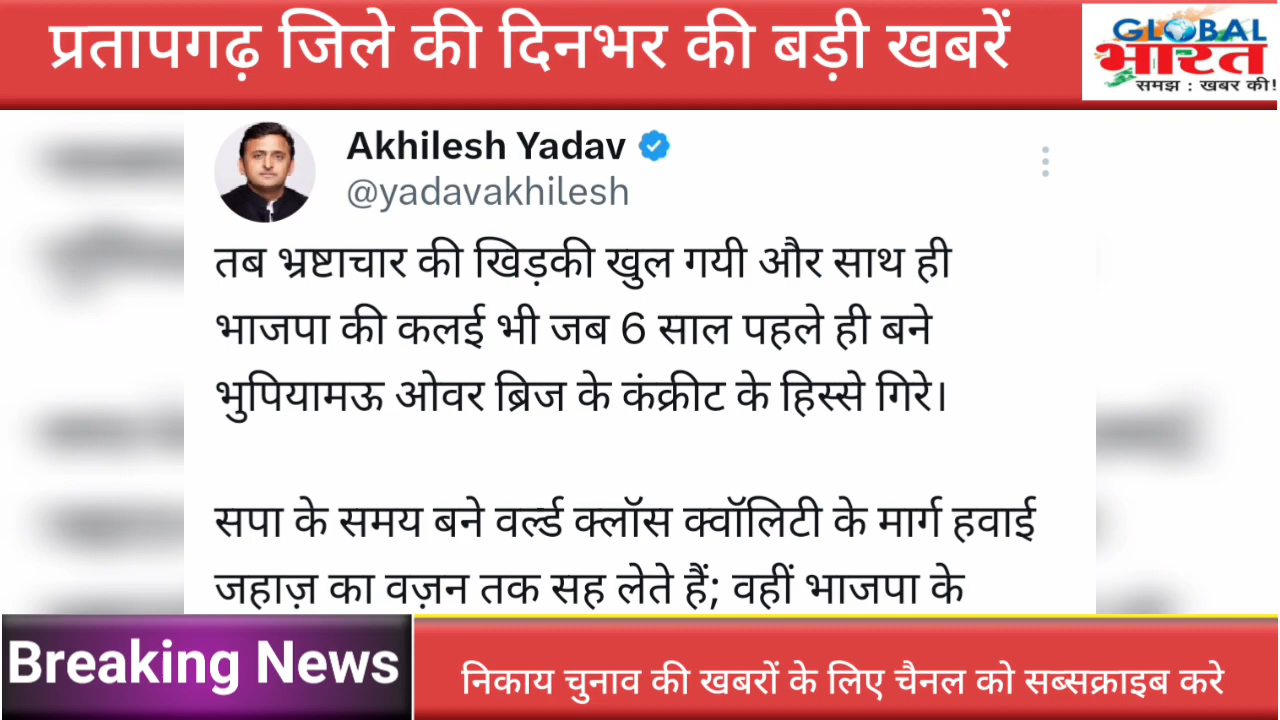 प्रतापगढ़ जिले की दिनभर की बड़ी खबरें
GLOBAL
भारत
समझ : खबर की!
Akhilesh Yadav
@yadavakhilesh
तब भ्रष्टाचार की खिड़की खुल गयी और साथ ही
भाजपा की कलई भी जब 6 साल पहले ही बने
भुपियामऊ ओवर ब्रिज के कंक्रीट के हिस्से गिरे।
सपा के समय बने वर्ल्ड क्लॉस क्वॉलिटी के मार्ग हवाई
जहाज़ का वज़न तक सह लेते हैं; वहीं भाजपा के
Breaking News
निकाय चुनाव की खबरों के लिए चैनल को सब्सक्राइब करे